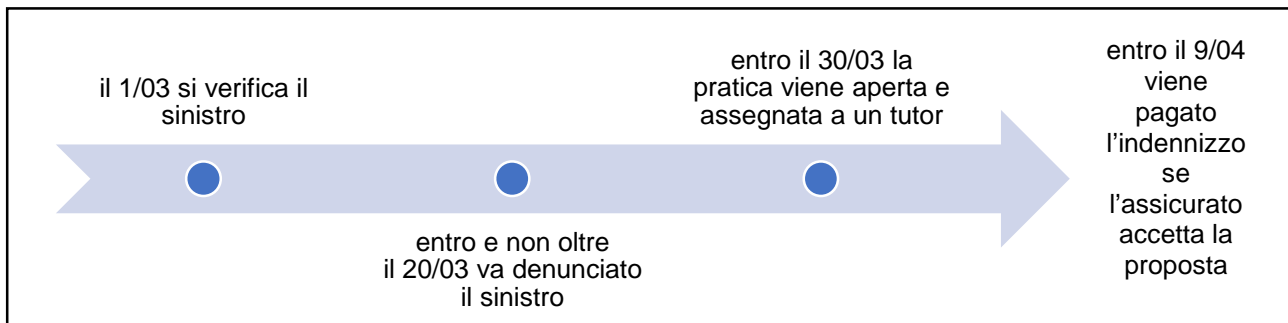 il 1/03 si verifica il
sinistro
entro e non oltre
il 20/03 va denunciato
il sinistro
entro il 30/03 la
pratica viene aperta e
assegnata a un tutor
entro il 9/04
viene
pagato
l’indennizzo
se
l’assicurato
accetta la
proposta